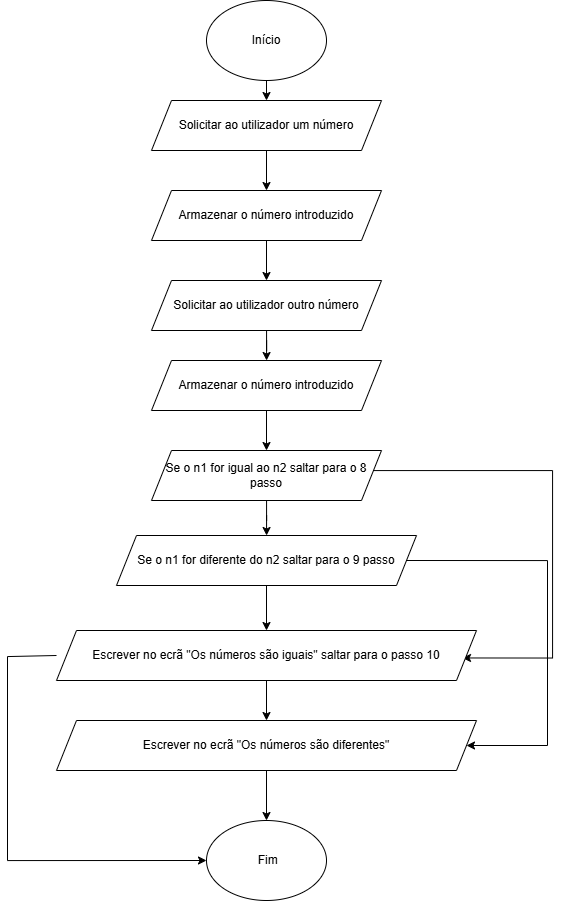 Início
Solicitar ao utilizador um número
Armazenar o número introduzido
Solicitar ao utilizador outro número
Armazenar o número introduzido
Se o n1 for igual ao n2 saltar para o 8
passo
Se o n1 for diferente do n2 saltar para o 9 passo
Escrever no ecrã "Os números são iguais" saltar para o passo 10
Escrever no ecrã "Os números são diferentes"
Fim